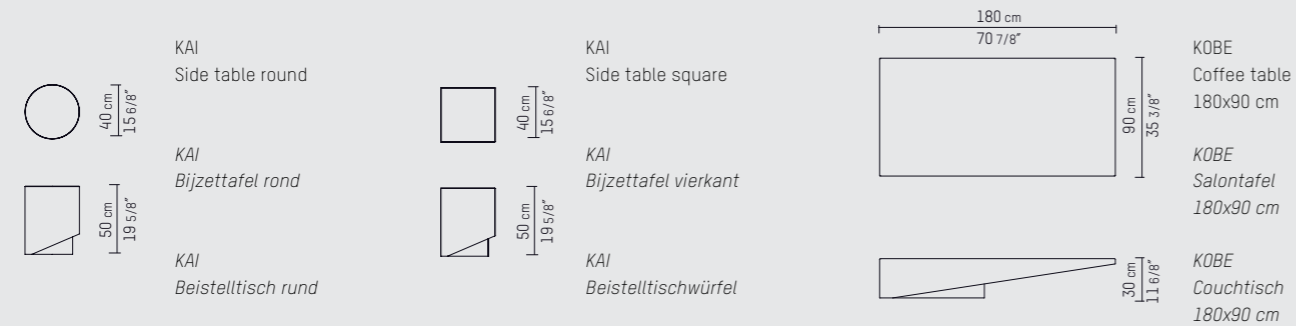 KAI
Side table round
40 cm
15 6/8″
KAI
Bijzettafel rond
50 cm
19 5/8″
KAI
Beistelltisch rund
KAI
Side table square
40 cm
15 6/8″
KAI
Bijzettafel vierkant
50 cm
19 5/8″
KAI
Beistelltischwürfel
180 cm
70 7/8″
90 cm
35 3/8″
30 cm
11 6/8″
KOBE
Coffee table
180x90 cm
KOBE
Salontafel
180x90 cm
KOBE
Couchtisch
180x90 cm